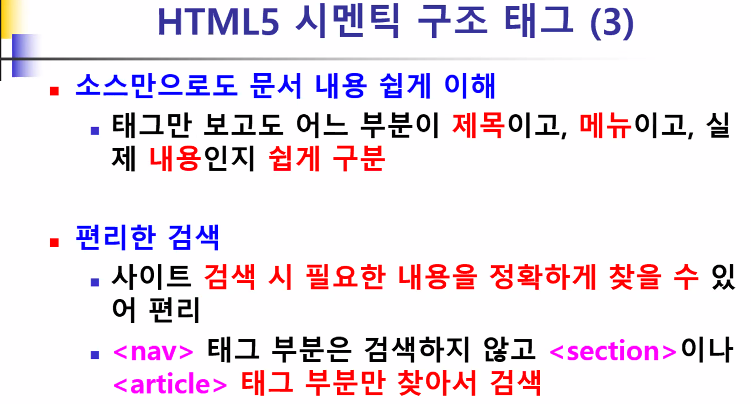 HTML5 시멘틱 구조 태그 (3)
소스만으로도 문서 내용 쉽게 이해
태그만 보고도 어느 부분이 제목이고, 메뉴이고, 실
제 내용인지 쉽게 구분
편리한 검색
사이트 검색 시 필요한 내용을 정확하게 찾을 수 있
어 편리
<nav> 태그 부분은 검색하지 않고 <section>이나
<article> 태그 부분만 찾아서 검색